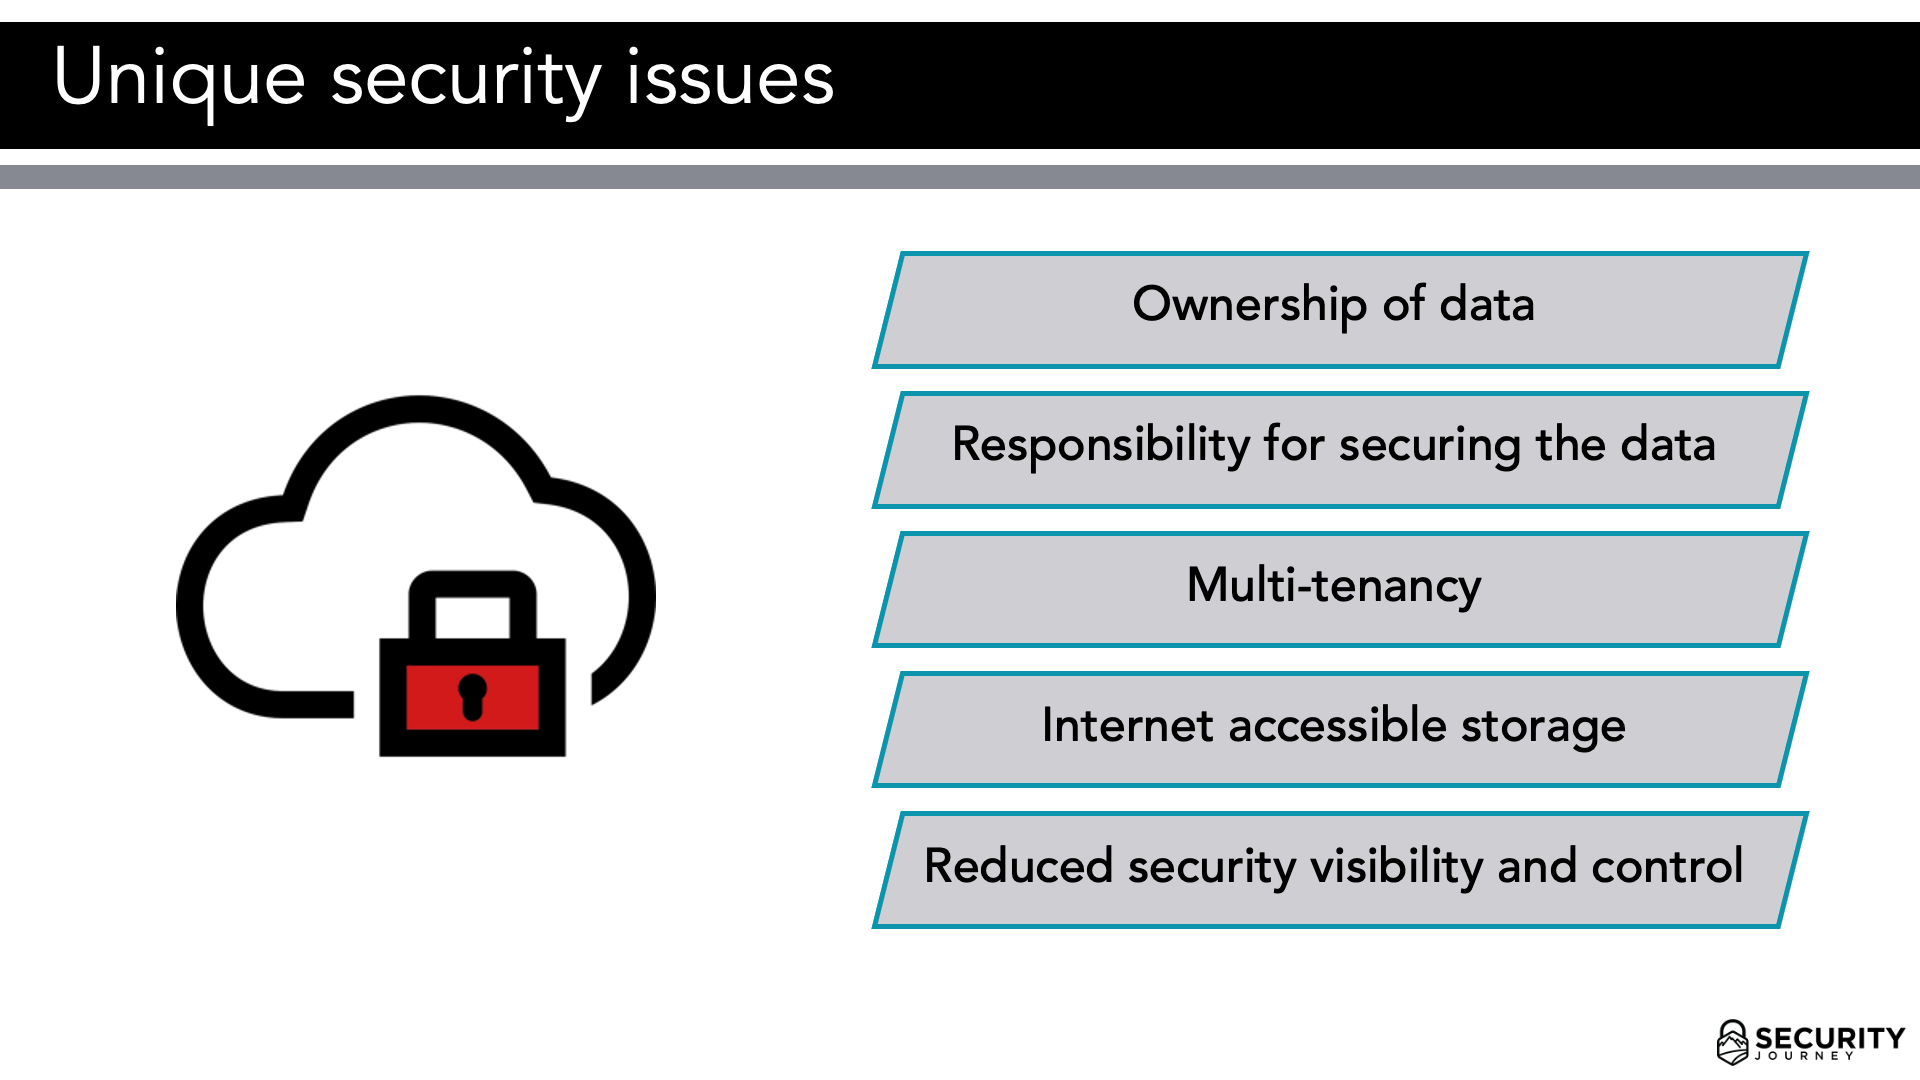 Unique security issues
Ownership of data
Responsibility for securing the data
Multi-tenancy
Internet accessible storage
Reduced security visibility and control
SECURITY
JOURNEY